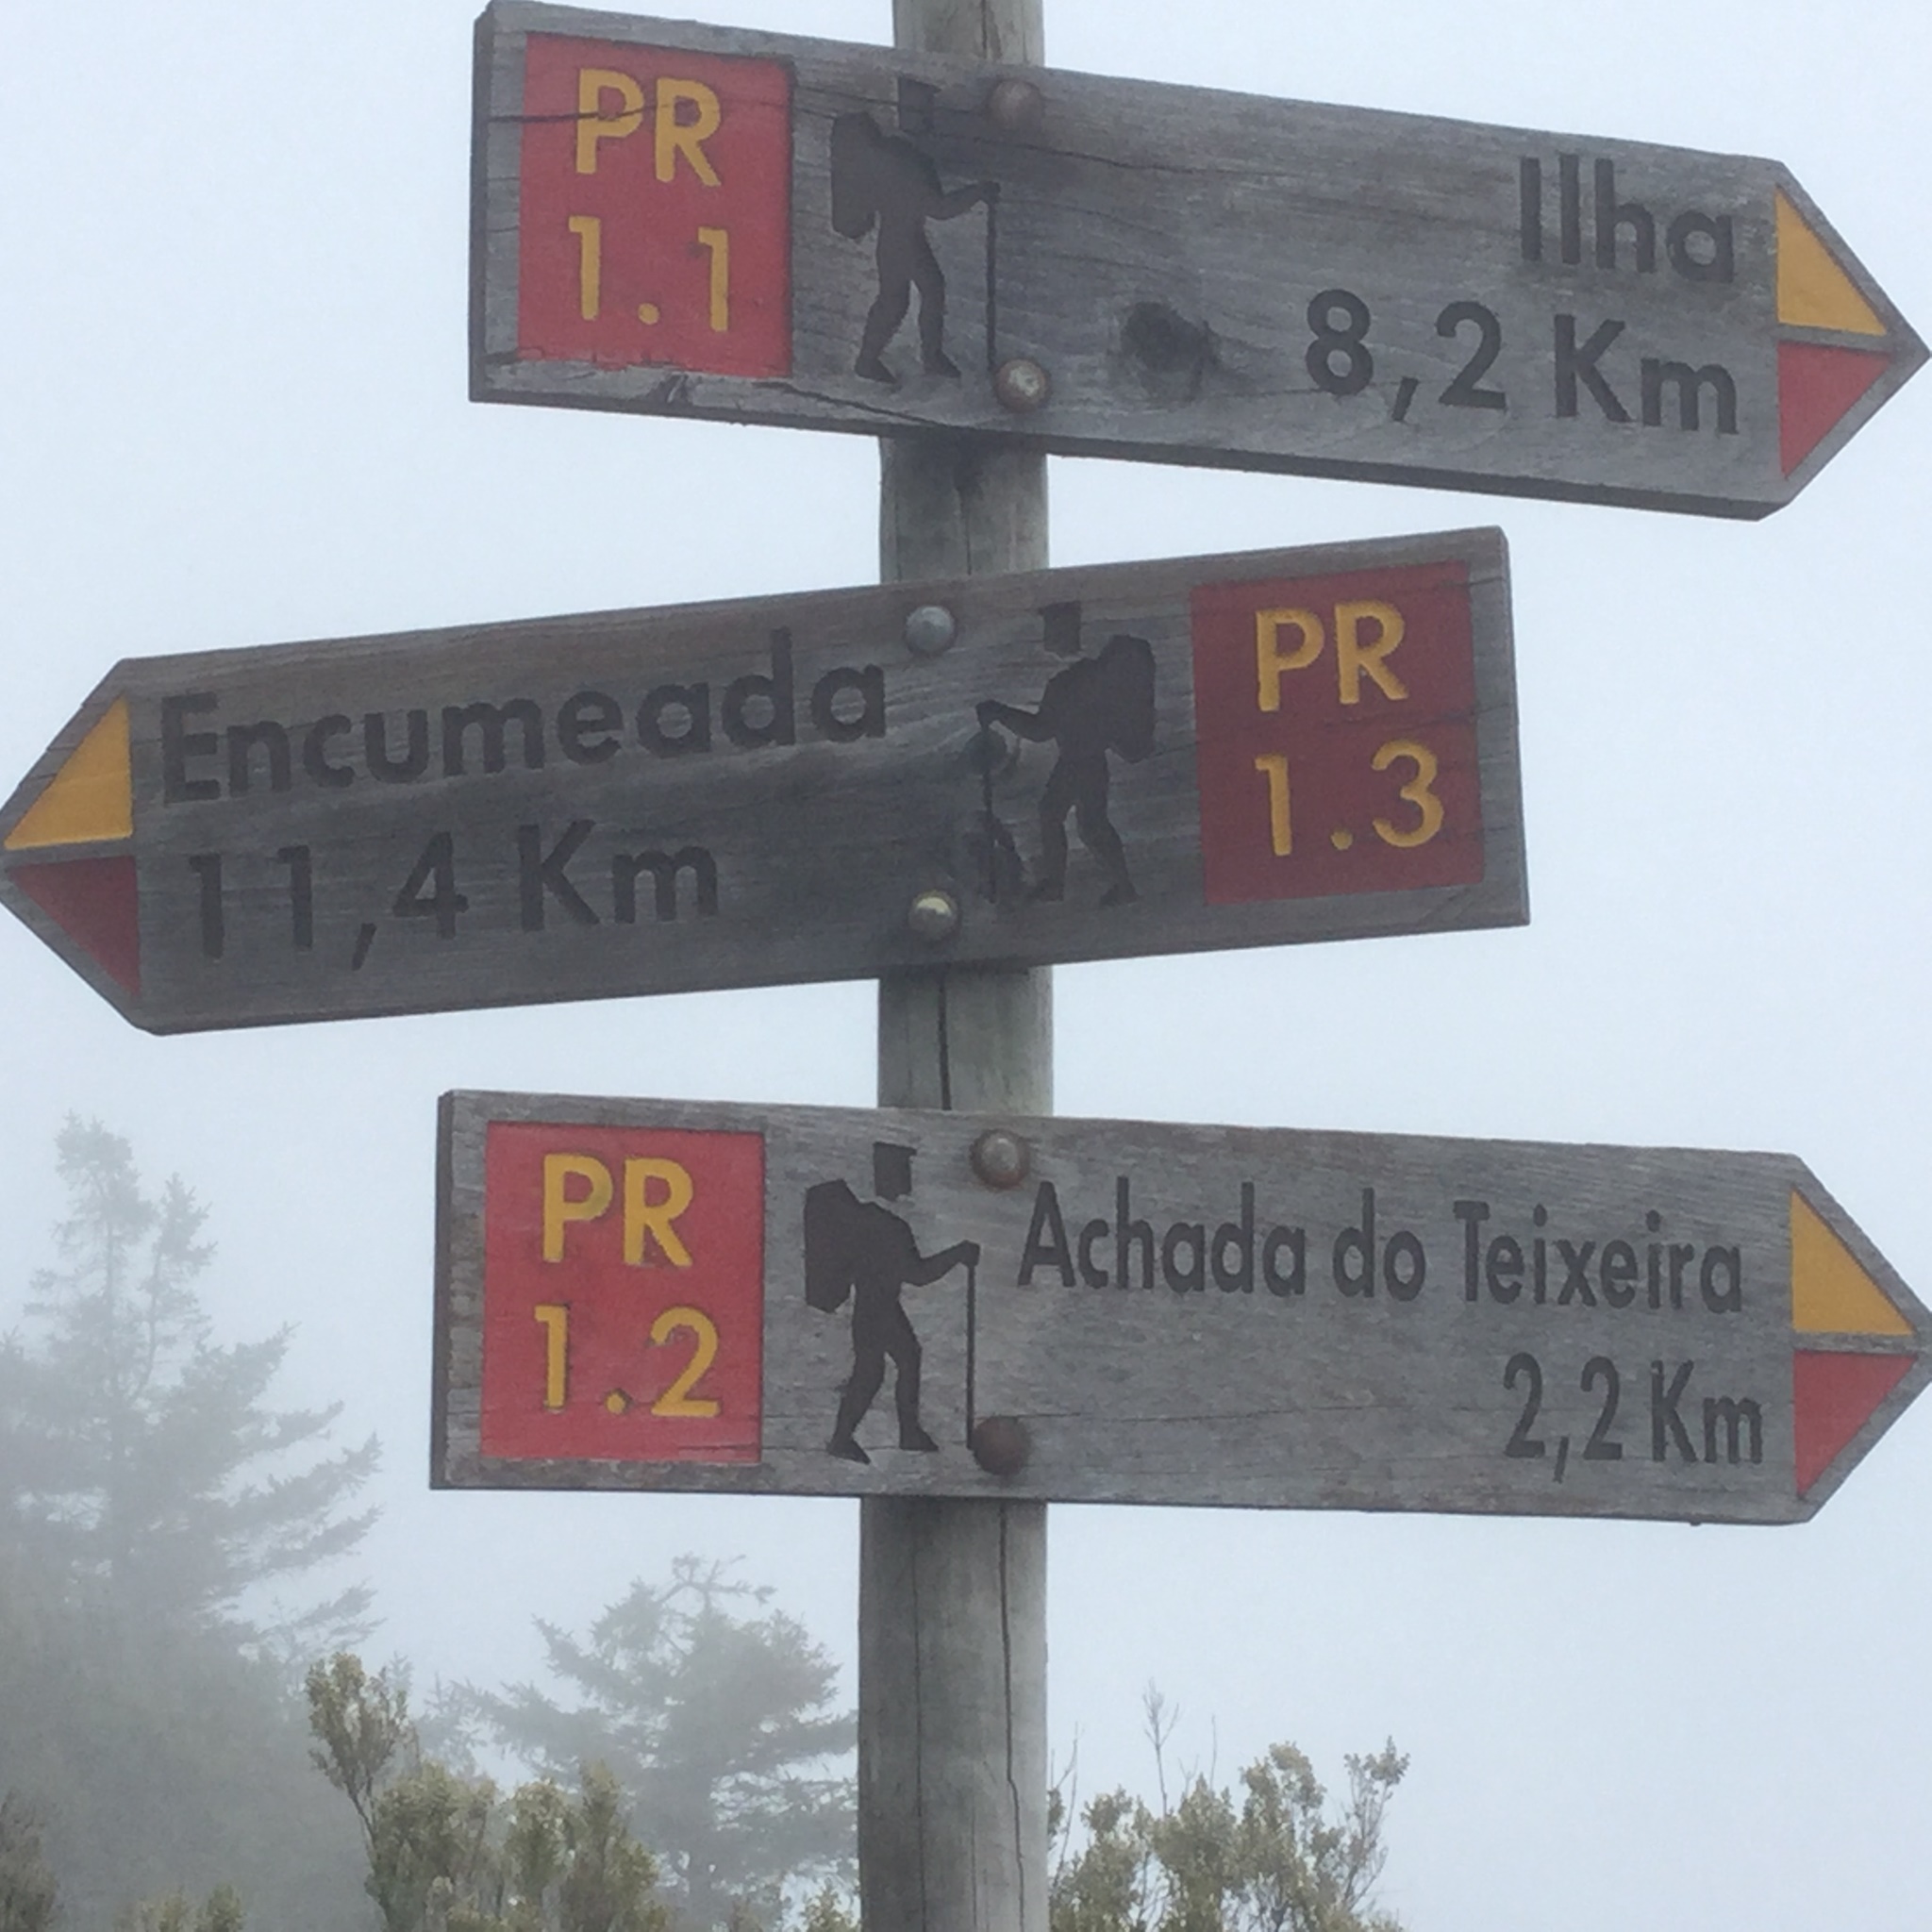 PR
1.1
Ilha
8,2 Km
Encumeada
11,4 Km
PR
1.3
PR
1.2
Achada do Teixeira
2,2 Km